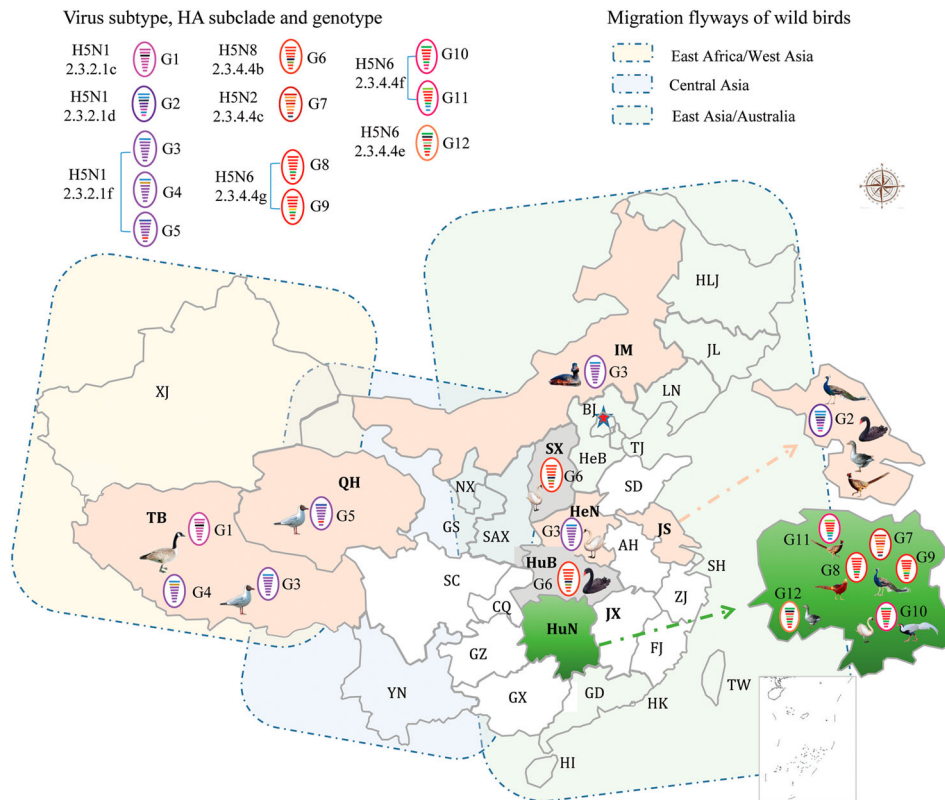 Virus subtype, HA subclade and genotype
H5N1
2.3.2.1c
G1
H5N1
2.3.2.1d
G2
H5N1
2.3.2.1f
G3
G4
G5
H5N8
2.3.4.4b
G6
H5N2
2.3.4.4c
G7
H5N6
2.3.4.4g
G8
G9
H5N6
2.3.4.4f
G10
G11
H5N6
2.3.4.4e
G12
Migration flyways of wild birds
East Africa/West Asia
Central Asia
East Asia/Australia
HLJ
JL
LN
IM
G3
BJ
TJ
HeB
SX
G6
SD
XJ
NX
GS
SAX
QH
G5
TB
G1
G4
G3
HeN
G3
AH
JS
SH
HuB
G6
SC
CQ
HuN
JX
ZJ
FJ
GZ
YN
GX
GD
HK
TW
HI
G2
G11
G7
G8
G9
G12
G10